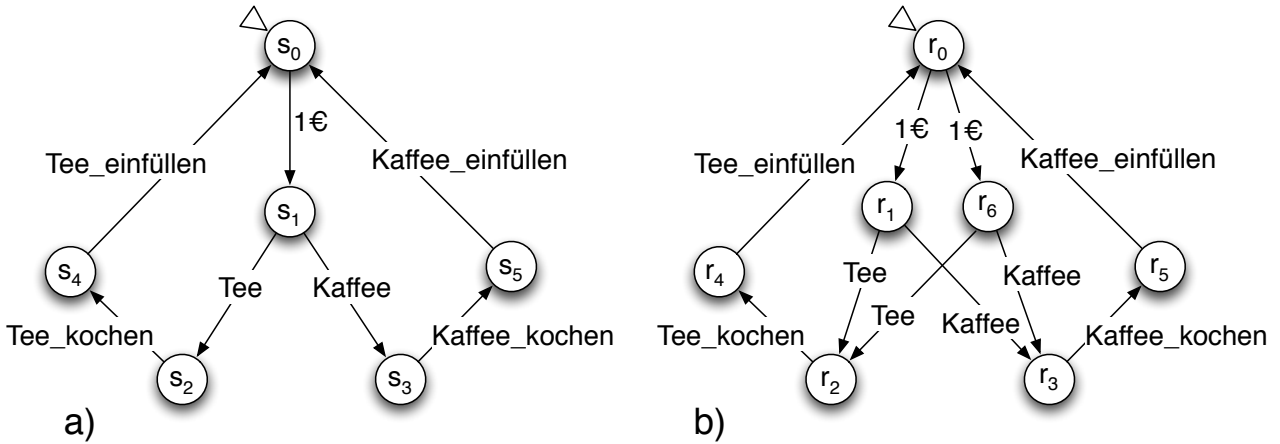 s0
1€
Tee_einfüllen
Kaffee_einfüllen
s1
s4
s5
Tee
Kaffee
Tee_kochen
Kaffee_kochen
s2
s3
a)
r0
1€
1€
Tee_einfüllen
Kaffee_einfüllen
r1
r6
r4
r5
Tee
Kaffee
Tee
Kaffee
Tee_kochen
Kaffee_kochen
r2
r3
b)